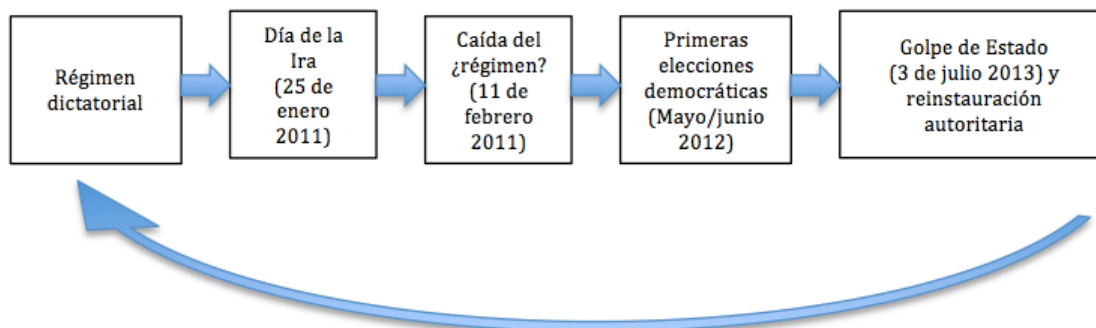 Régimen
dictatorial
Día de la
Ira
(25 de
enero
2011)
Caída del
¿régimen?
(11 de
febrero
2011)
Primeras
elecciones
democráticas
(Mayo/junio
2012)
Golpe de Estado
(3 de julio 2013) y
reinstauración
autoritaria